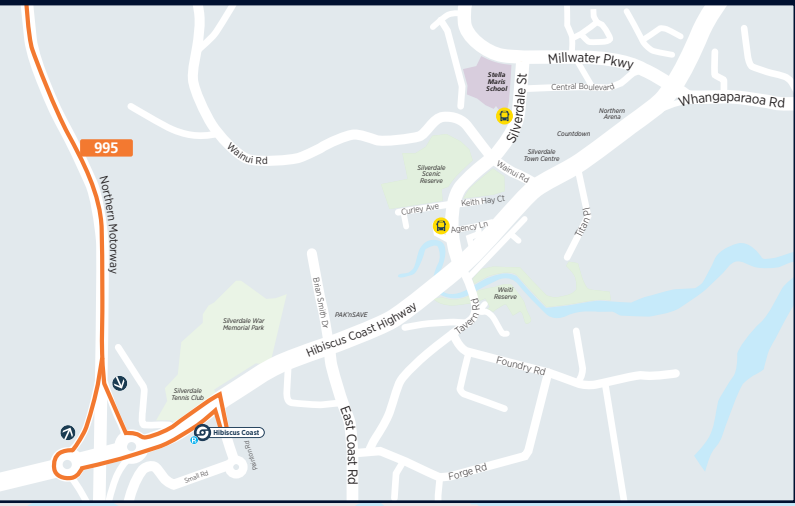 Millwater Pkwy
Stella
Maris
School
Silverdale St
Central Boulevard
Whangaparaoa Rd
Northern
Arena
Countdown
995
Wainui Rd
Silverdale
Town Centre
Wainui Rd
Silverdale
Scenic
Reserve
Northern Motorway
Curley Ave
Keith Hay Ct
Agency Ln
Titan Pl
Brian Smith Dr
Weiti
Reserve
PAK'nSAVE
Silverdale War
Memorial Park
Hibiscus Coast Highway
Tavern Rd
Foundry Rd
Silverdale
Tennis Club
East Coast Rd
Hibiscus Coast
P
Painton Rd
Small Rd
Forge Rd